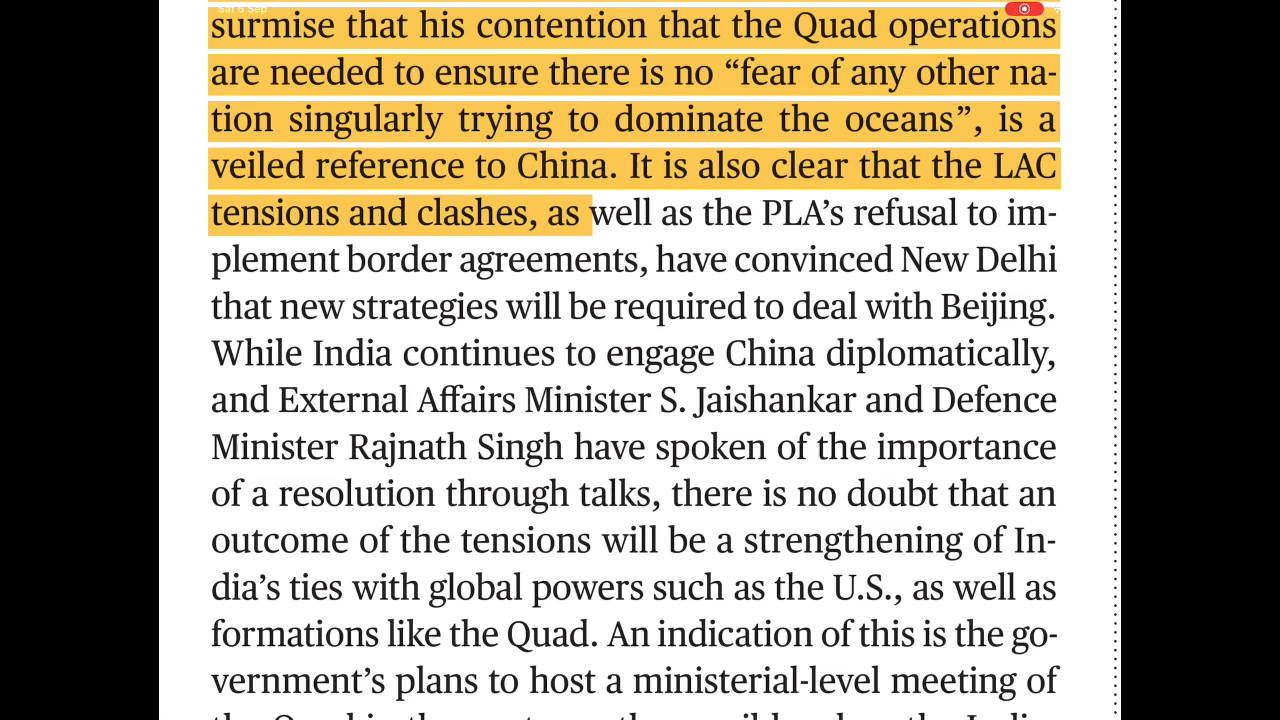 Sat 5 Sep
surmise that his contention that the Quad operations
are needed to ensure there is no “fear of any other na-
tion singularly trying to dominate the oceans”, is a
veiled reference to China. It is also clear that the LAC
tensions and clashes, as well as the PLA’s refusal to im-
plement border agreements, have convinced New Delhi
that new strategies will be required to deal with Beijing.
While India continues to engage China diplomatically,
and External Affairs Minister S. Jaishankar and Defence
Minister Rajnath Singh have spoken of the importance
of a resolution through talks, there is no doubt that an
outcome of the tensions will be a strengthening of In-
dia’s ties with global powers such as the U.S., as well as
formations like the Quad. An indication of this is the go-
vernment’s plans to host a ministerial-level meeting of